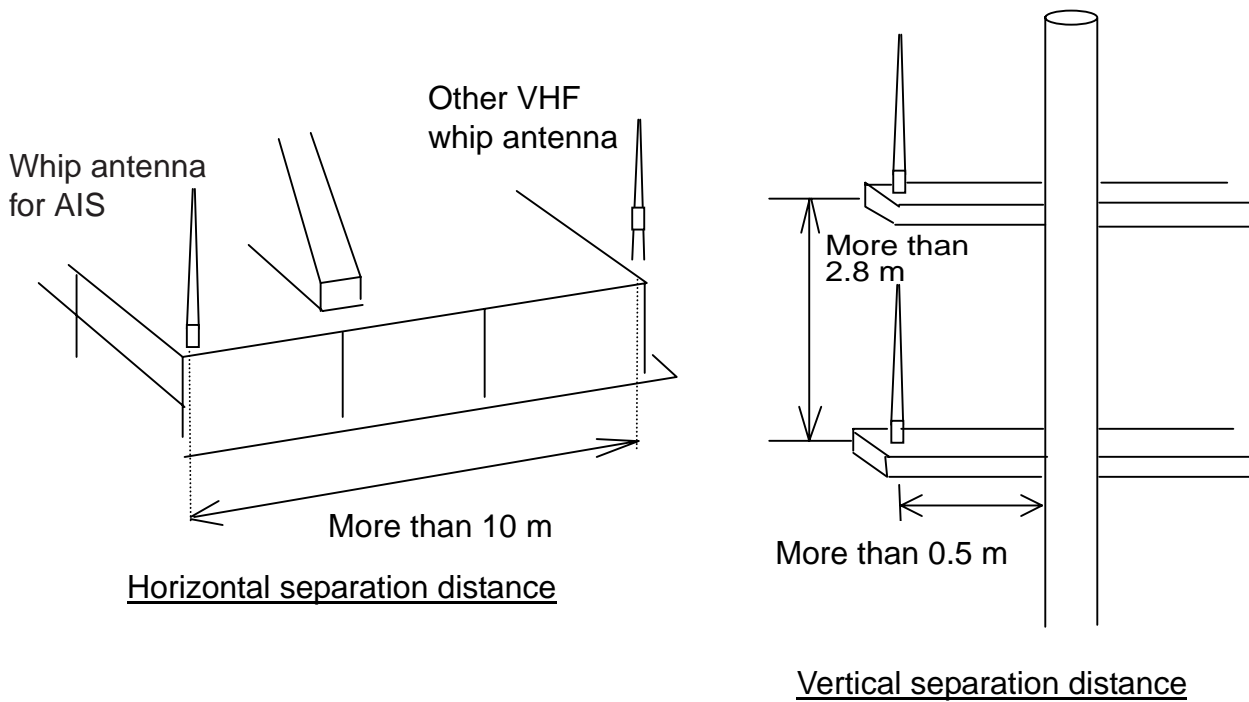 Whip antenna
for AIS
Other VHF
whip antenna
More than 10 m
Horizontal separation distance
More than
2.8 m
More than 0.5 m
Vertical separation distance